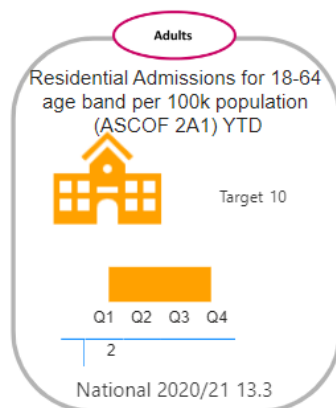 Adults
Residential Admissions for 18-64
age band per 100k population
(ASCOF 2A1) YTD
Target 10
Q1 Q2 Q3 Q4
2
National 2020/21 13.3